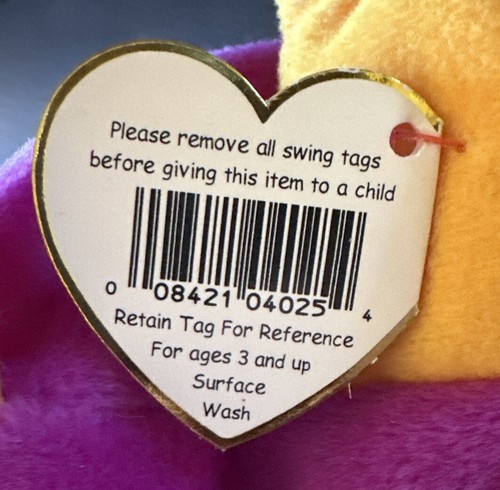 Please remove all swing tags
before giving this item to a child
0 08421 04025 4
Retain Tag For Reference
For ages 3 and up
Surface
Wash